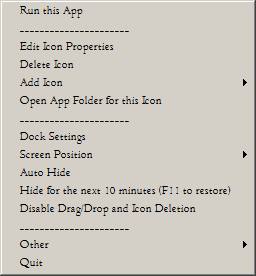 Run this App
----------------------
Edit Icon Properties
Delete Icon
Add Icon
Open App Folder for this Icon
----------------------
Dock Settings
Screen Position
Auto Hide
Hide for the next 10 minutes (F11 to restore)
Disable Drag/Drop and Icon Deletion
----------------------
Other
Quit